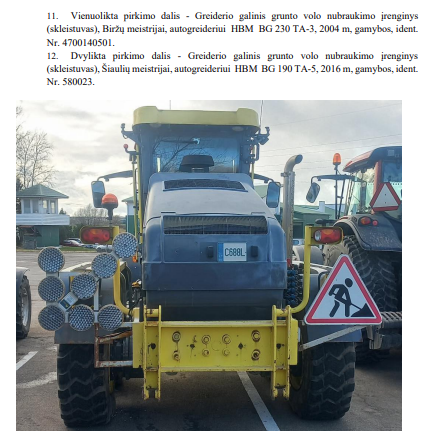 11. Vienuolikta pirkimo dalis - Greiderio galinis grunto volo nubraukimo įrenginys
(skleistuvas), Biržų meistrijai, autogreideriui HBM BG 230 TA-3, 2004 m, gamybos, ident.
Nr. 4700140501.
12. Dvylikta pirkimo dalis - Greiderio galinis grunto volo nubraukimo įrenginys
(skleistuvas), Šiaulių meistrijai, autogreideriui HBM BG 190 TA-5, 2016 m, gamybos, ident.
Nr. 580023.